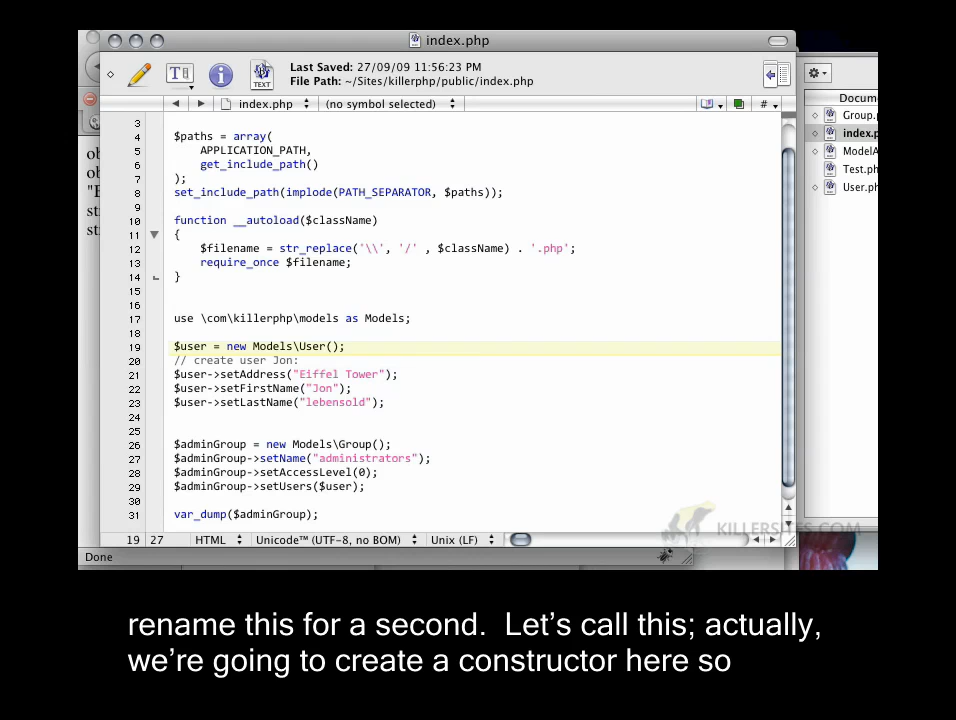 index.php
Last Saved: 27/09/09 11:56:23 PM
File Path: ~/Sites/killerphp/public/index.php
TEXT
index.php (no symbol selected) #
Docum
Group.p
index.p
ModelA
Test.ph
User.ph
3
4 $paths = array(
5 APPLICATION_PATH,
6 get_include_path()
7 );
8 set_include_path(implode(PATH_SEPARATOR, $paths));
9
10 function __autoload($className)
11 {
12 $filename = str_replace('\\', '/' , $className) . '.php';
13 require_once $filename;
14 }
15
16
17 use \com\killerphp\models as Models;
18
19 $user = new Models\User();
20 // create user Jon:
21 $user->setAddress("Eiffel Tower");
22 $user->setFirstName("Jon");
23 $user->setLastName("lebensold");
24
25
26 $adminGroup = new Models\Group();
27 $adminGroup->setName("administrators");
28 $adminGroup->setAccessLevel(0);
29 $adminGroup->setUsers($user);
30
31 var_dump($adminGroup);
KILLERSITES.COM
19 27 HTML Unicode™ (UTF-8, no BOM) Unix (LF)
Done
rename this for a second. Let's call this; actually,
we're going to create a constructor here so